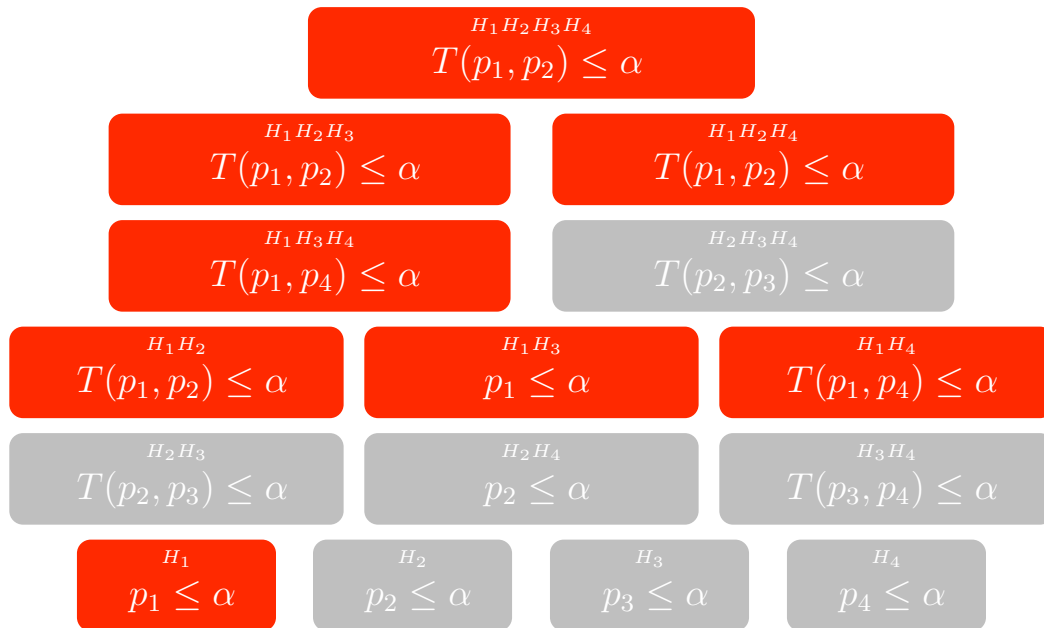 H₁H₂H₃H₄
T(p₁, p₂) ≤ α
H₁H₂H₃
T(p₁, p₂) ≤ α
H₁H₂H₄
T(p₁, p₂) ≤ α
H₁H₃H₄
T(p₁, p₄) ≤ α
H₂H₃H₄
T(p₂, p₃) ≤ α
H₁H₂
T(p₁, p₂) ≤ α
H₁H₃
p₁ ≤ α
H₁H₄
T(p₁, p₄) ≤ α
H₂H₃
T(p₂, p₃) ≤ α
H₂H₄
p₂ ≤ α
H₃H₄
T(p₃, p₄) ≤ α
H₁
p₁ ≤ α
H₂
p₂ ≤ α
H₃
p₃ ≤ α
H₄
p₄ ≤ α